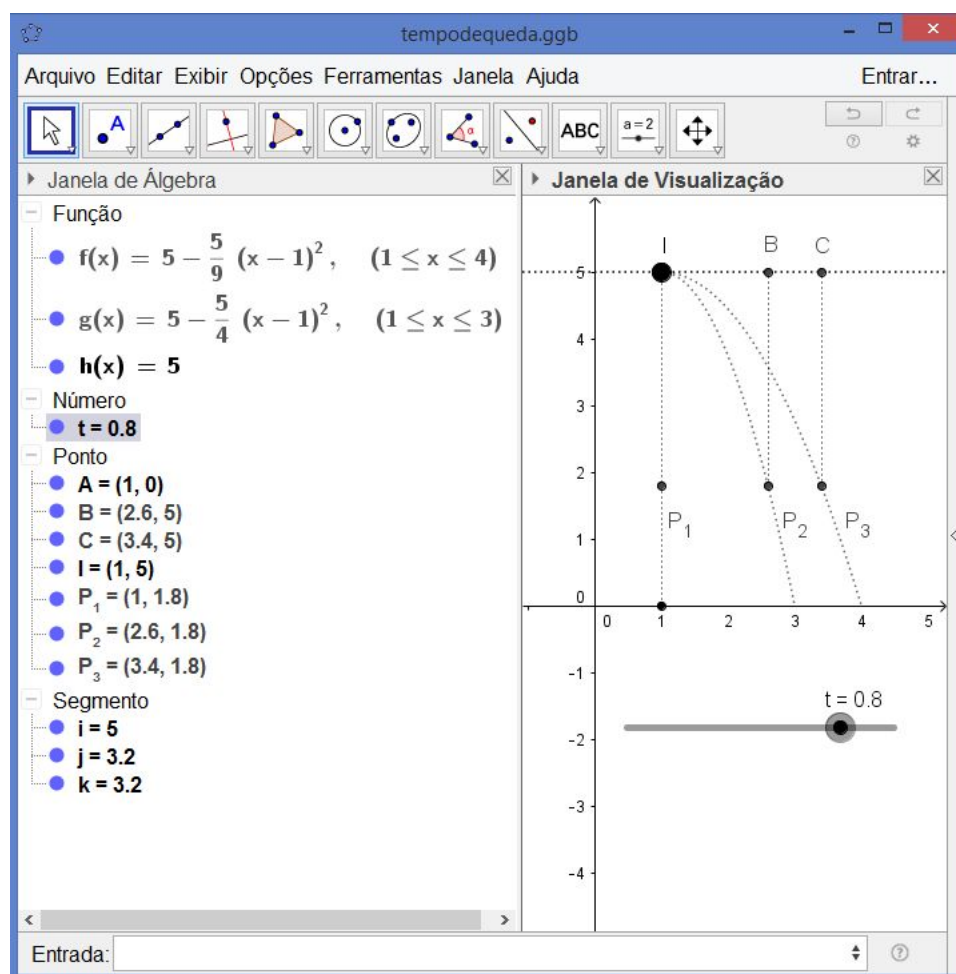 tempodequeda.ggb
Arquivo Editar Exibir Opções Ferramentas Janela Ajuda Entrar...
A α ABC a=2
Janela de Álgebra
Função
f(x) = 5 − 5/9 (x − 1)², (1 ≤ x ≤ 4)
g(x) = 5 − 5/4 (x − 1)², (1 ≤ x ≤ 3)
h(x) = 5
Número
t = 0.8
Ponto
A = (1, 0)
B = (2.6, 5)
C = (3.4, 5)
I = (1, 5)
P₁ = (1, 1.8)
P₂ = (2.6, 1.8)
P₃ = (3.4, 1.8)
Segmento
i = 5
j = 3.2
k = 3.2
Janela de Visualização
I B C
5
4
3
2
P₁ P₂ P₃
1
0
0 1 2 3 4 5
-1
t = 0.8
-2
-3
-4
Entrada: